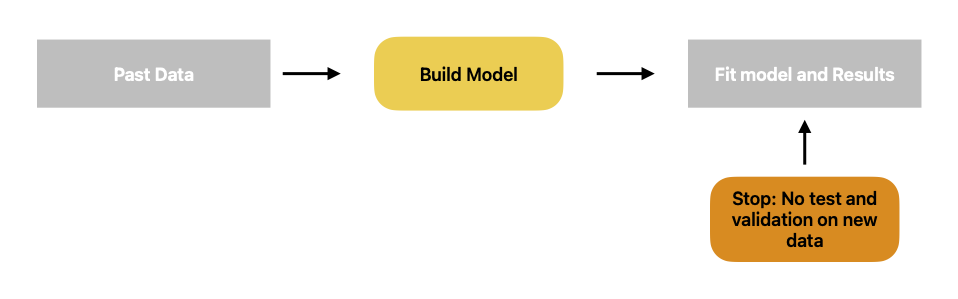 Past Data
Build Model
Fit model and Results
Stop: No test and
validation on new
data